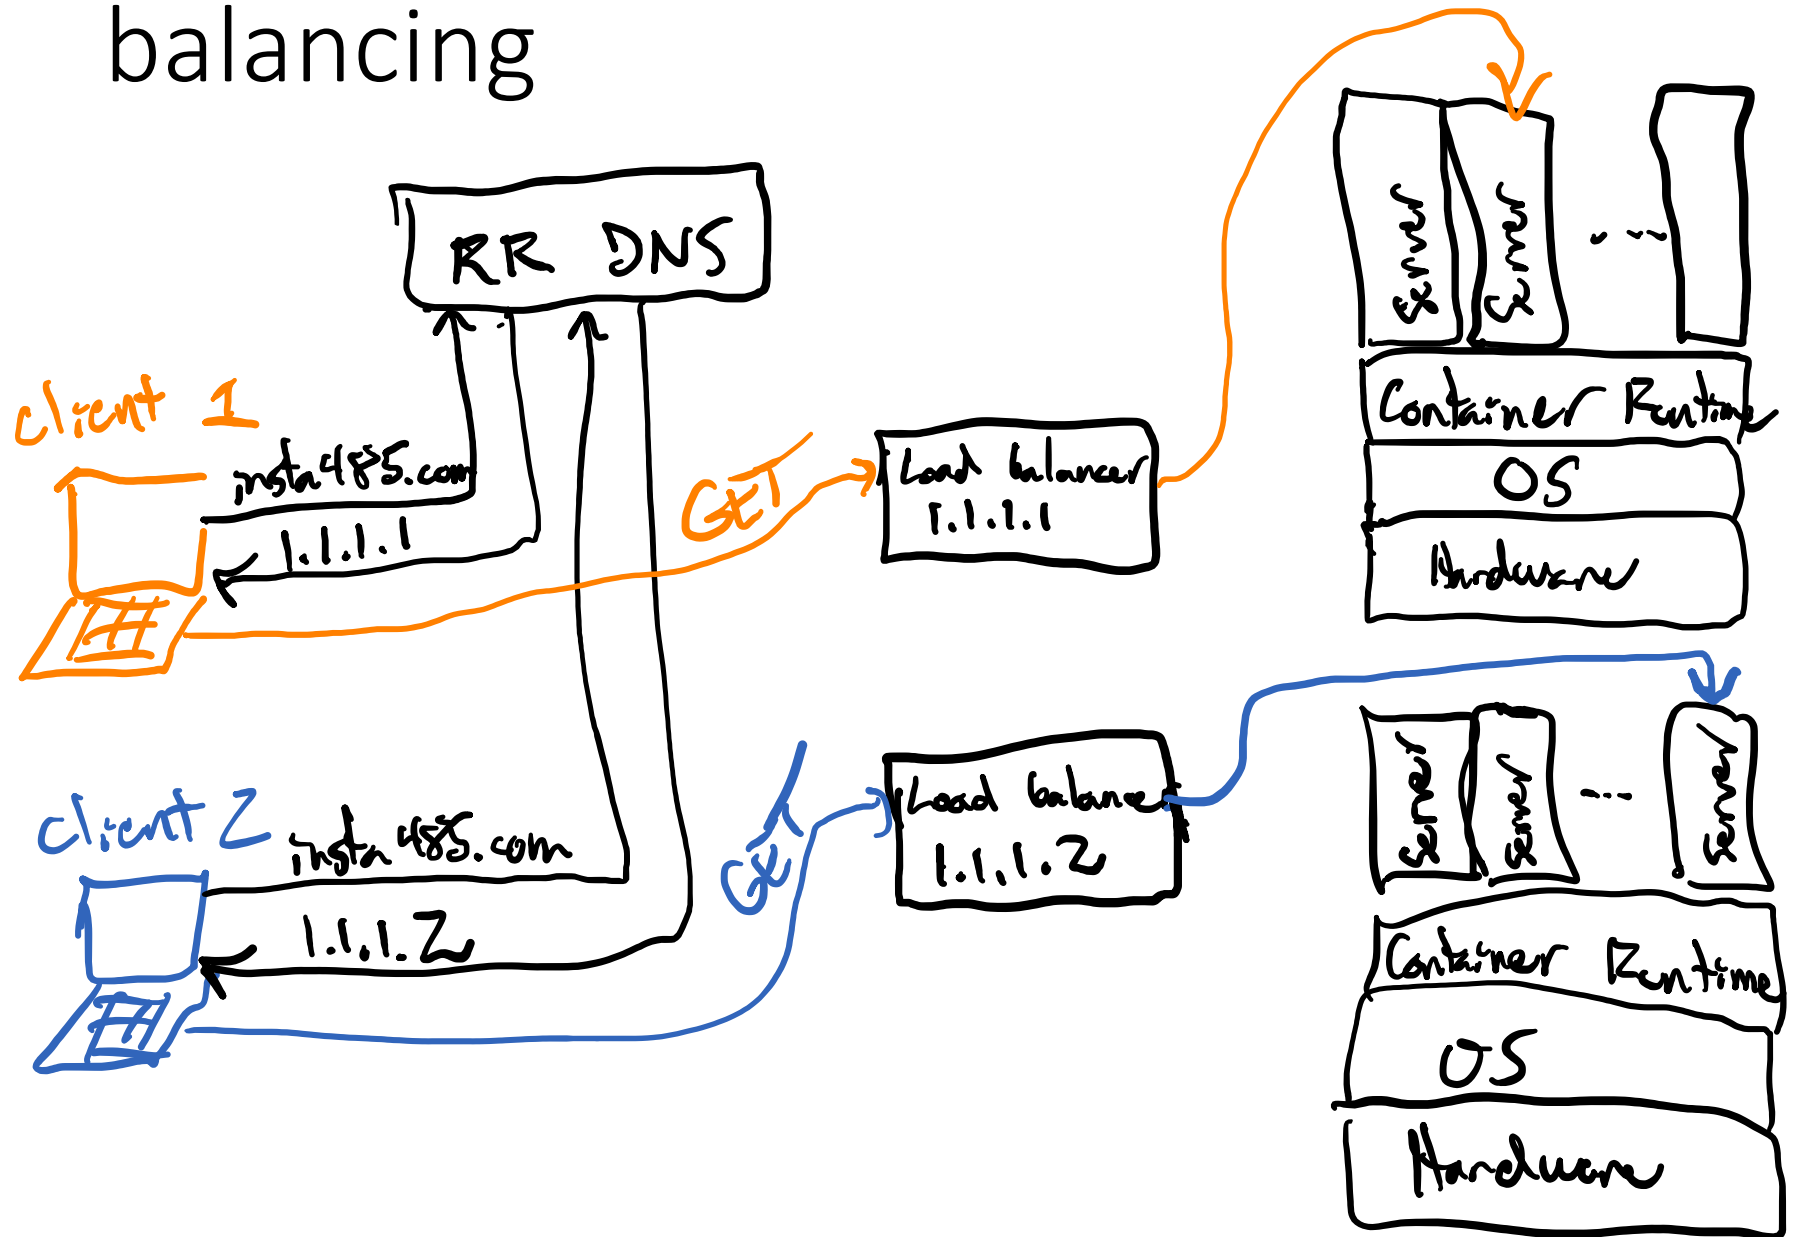 balancing
RR DNS
client 1
insta485.com
1.1.1.1
GET
Load balancer
1.1.1.1
Server
Server
...
Container Runtime
OS
Hardware
client 2
insta485.com
1.1.1.2
GET
Load balancer
1.1.1.2
Server
Server
...
Server
Container Runtime
OS
Hardware